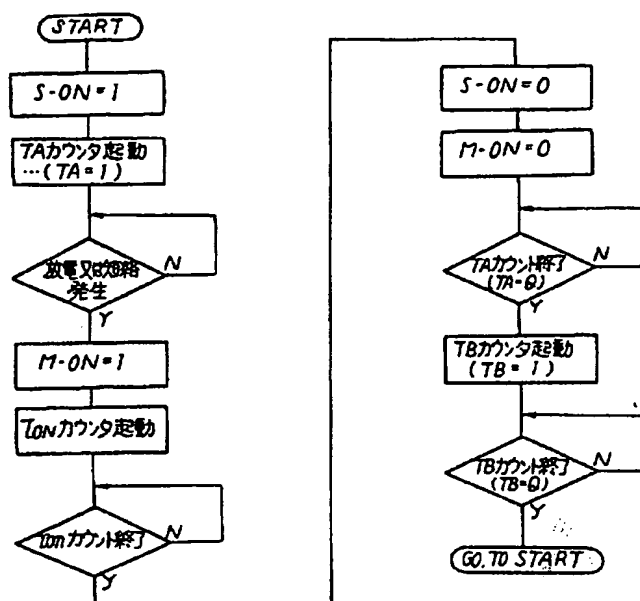 START
S-ON=1
TAカウンタ起動
…(TA=1)
放電又は短絡
発生
N
Y
M-ON=1
τONカウンタ起動
τonカウント終了
N
Y
S-ON=0
M-ON=0
TAカウント終了
(TA=0)
N
Y
TBカウンタ起動
(TB=1)
TBカウント終了
(TB=0)
N
Y
GO.TO START